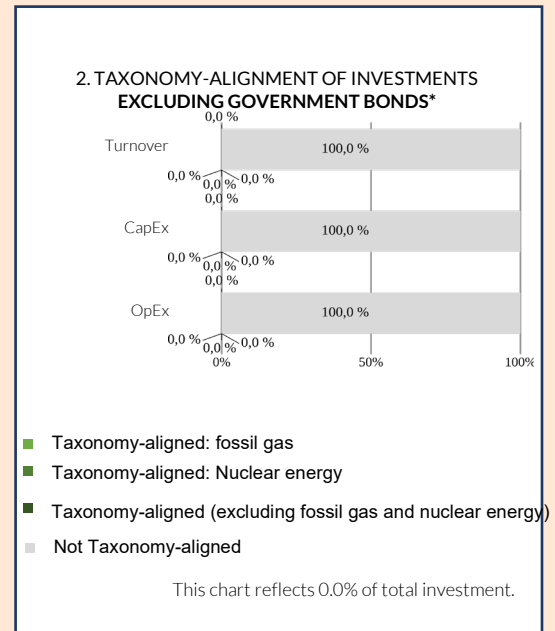 2. TAXONOMY-ALIGNMENT OF INVESTMENTS
EXCLUDING GOVERNMENT BONDS*
0,0 %
Turnover 100,0 %
0,0 % 0,0 % 0,0 %
0,0 %
CapEx 100,0 %
0,0 % 0,0 % 0,0 %
0,0 %
OpEx 100,0 %
0,0 % 0,0 % 0,0 %
0% 50% 100%
Taxonomy-aligned: fossil gas
Taxonomy-aligned: Nuclear energy
Taxonomy-aligned (excluding fossil gas and nuclear energy)
Not Taxonomy-aligned
This chart reflects 0.0% of total investment.